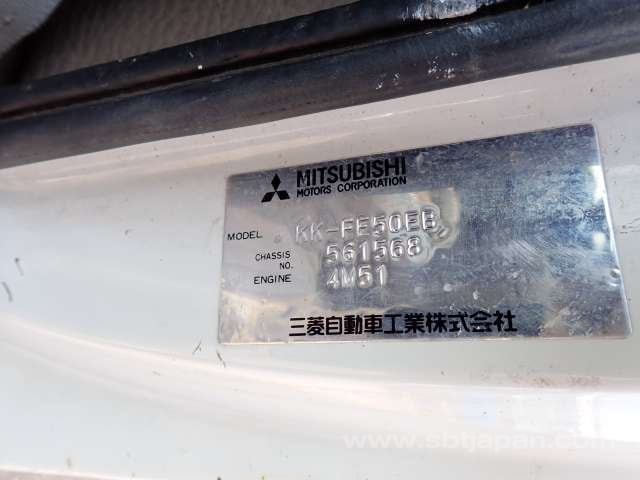 MITSUBISHI
MOTORS CORPORATION
MODEL KK-FE50EB
CHASSIS NO. 561568
ENGINE 4M51
三菱自動車工業株式会社
www.sbtjapan.com